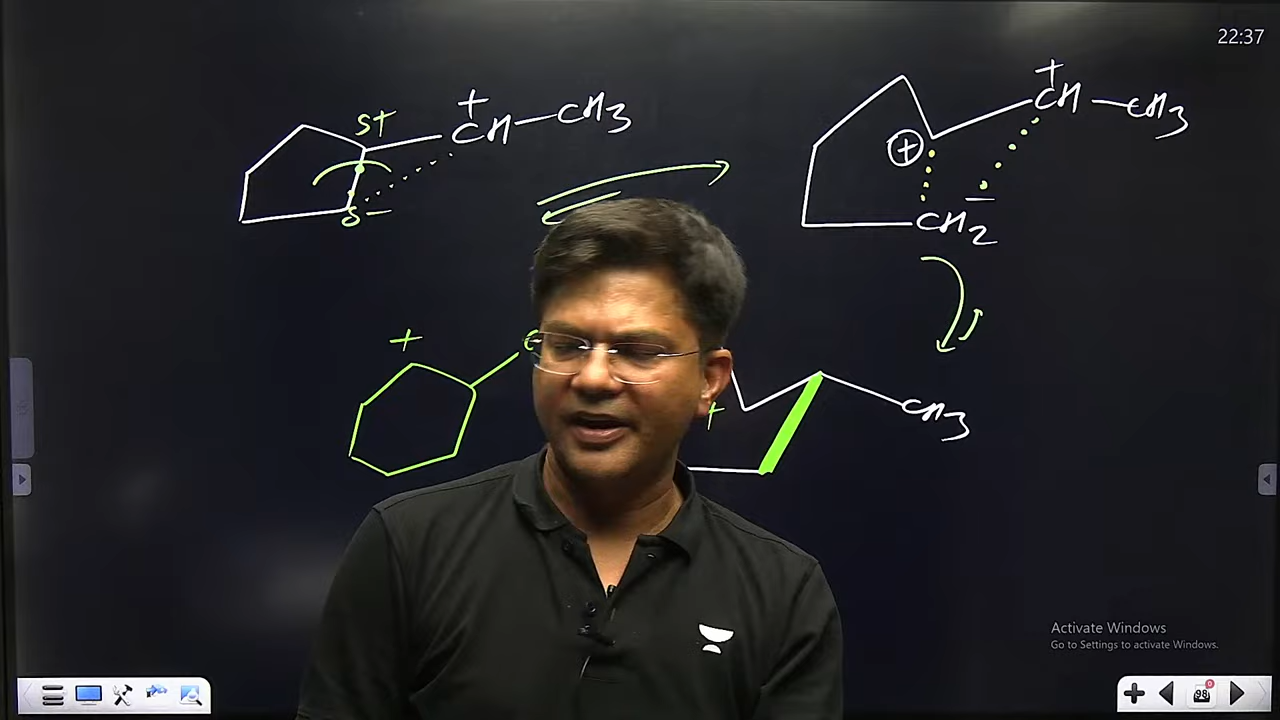 22:37
S+
+
CH-CH3
S-
+
CH-CH3
+
-
CH2
+
+
CH3
Activate Windows
Go to Settings to activate Windows.
98